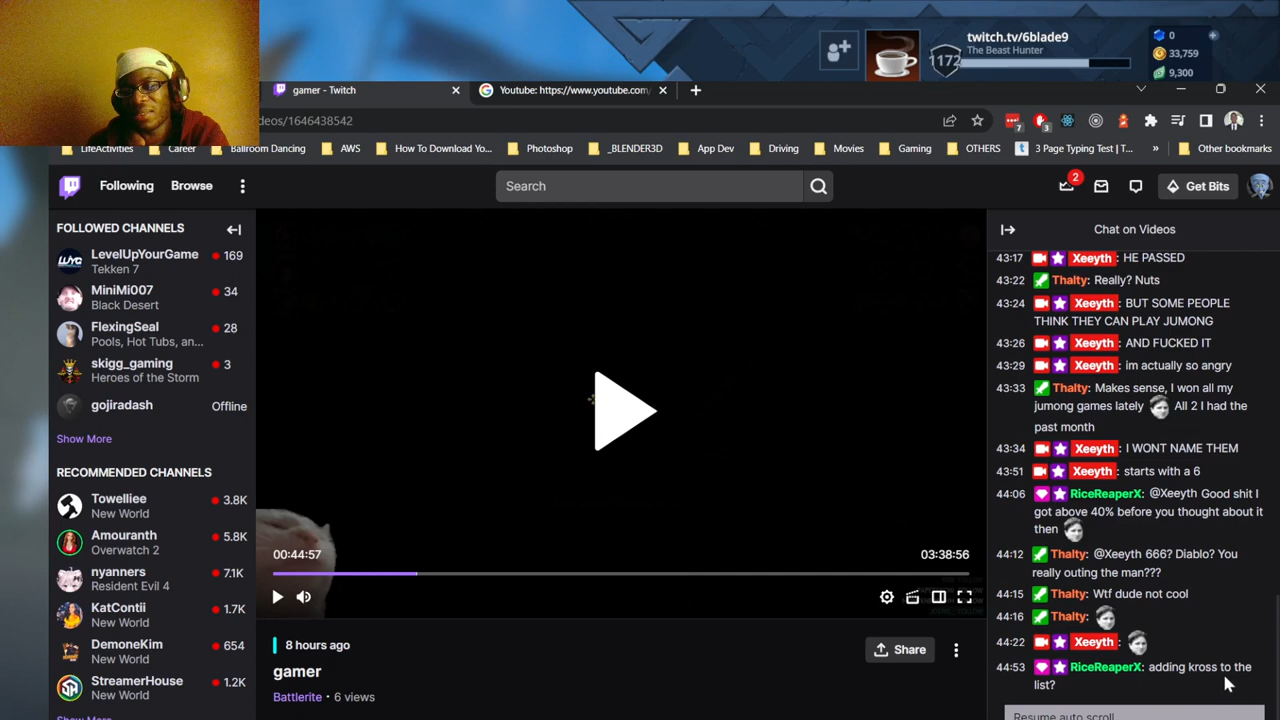 twitch.tv/6blade9
The Beast Hunter
1172
0
33,759
9,300
gamer - Twitch
Youtube: https://www.youtube.com/
deos/1646438542
7
3
LifeActivities
Career
Ballroom Dancing
AWS
How To Download Yo...
Photoshop
_BLENDER3D
App Dev
Driving
Movies
Gaming
OTHERS
3 Page Typing Test | T...
»
Other bookmarks
Following
Browse
Search
2
Get Bits
FOLLOWED CHANNELS
LevelUpYourGame
169
Tekken 7
MiniMi007
34
Black Desert
FlexingSeal
28
Pools, Hot Tubs, an...
skigg_gaming
3
Heroes of the Storm
gojiradash
Offline
Show More
RECOMMENDED CHANNELS
Towelliee
3.8K
New World
Amouranth
5.8K
Overwatch 2
nyanners
7.1K
Resident Evil 4
KatContii
1.7K
New World
DemoneKim
654
New World
StreamerHouse
1.2K
New World
Show More
00:44:57
03:38:56
8 hours ago
Share
gamer
Battlerite • 6 views
Chat on Videos
43:17 Xeeyth: HE PASSED
43:22 Thalty: Really? Nuts
43:24 Xeeyth: BUT SOME PEOPLE
THINK THEY CAN PLAY JUMONG
43:26 Xeeyth: AND FUCKED IT
43:29 Xeeyth: im actually so angry
43:33 Thalty: Makes sense, I won all my
jumong games lately All 2 I had the
past month
43:34 Xeeyth: I WONT NAME THEM
43:51 Xeeyth: starts with a 6
44:06 RiceReaperX: @Xeeyth Good shit I
got above 40% before you thought about it
then
44:12 Thalty: @Xeeyth 666? Diablo? You
really outing the man???
44:15 Thalty: Wtf dude not cool
44:16 Thalty:
44:22 Xeeyth:
44:53 RiceReaperX: adding kross to the
list?
Resume auto scroll